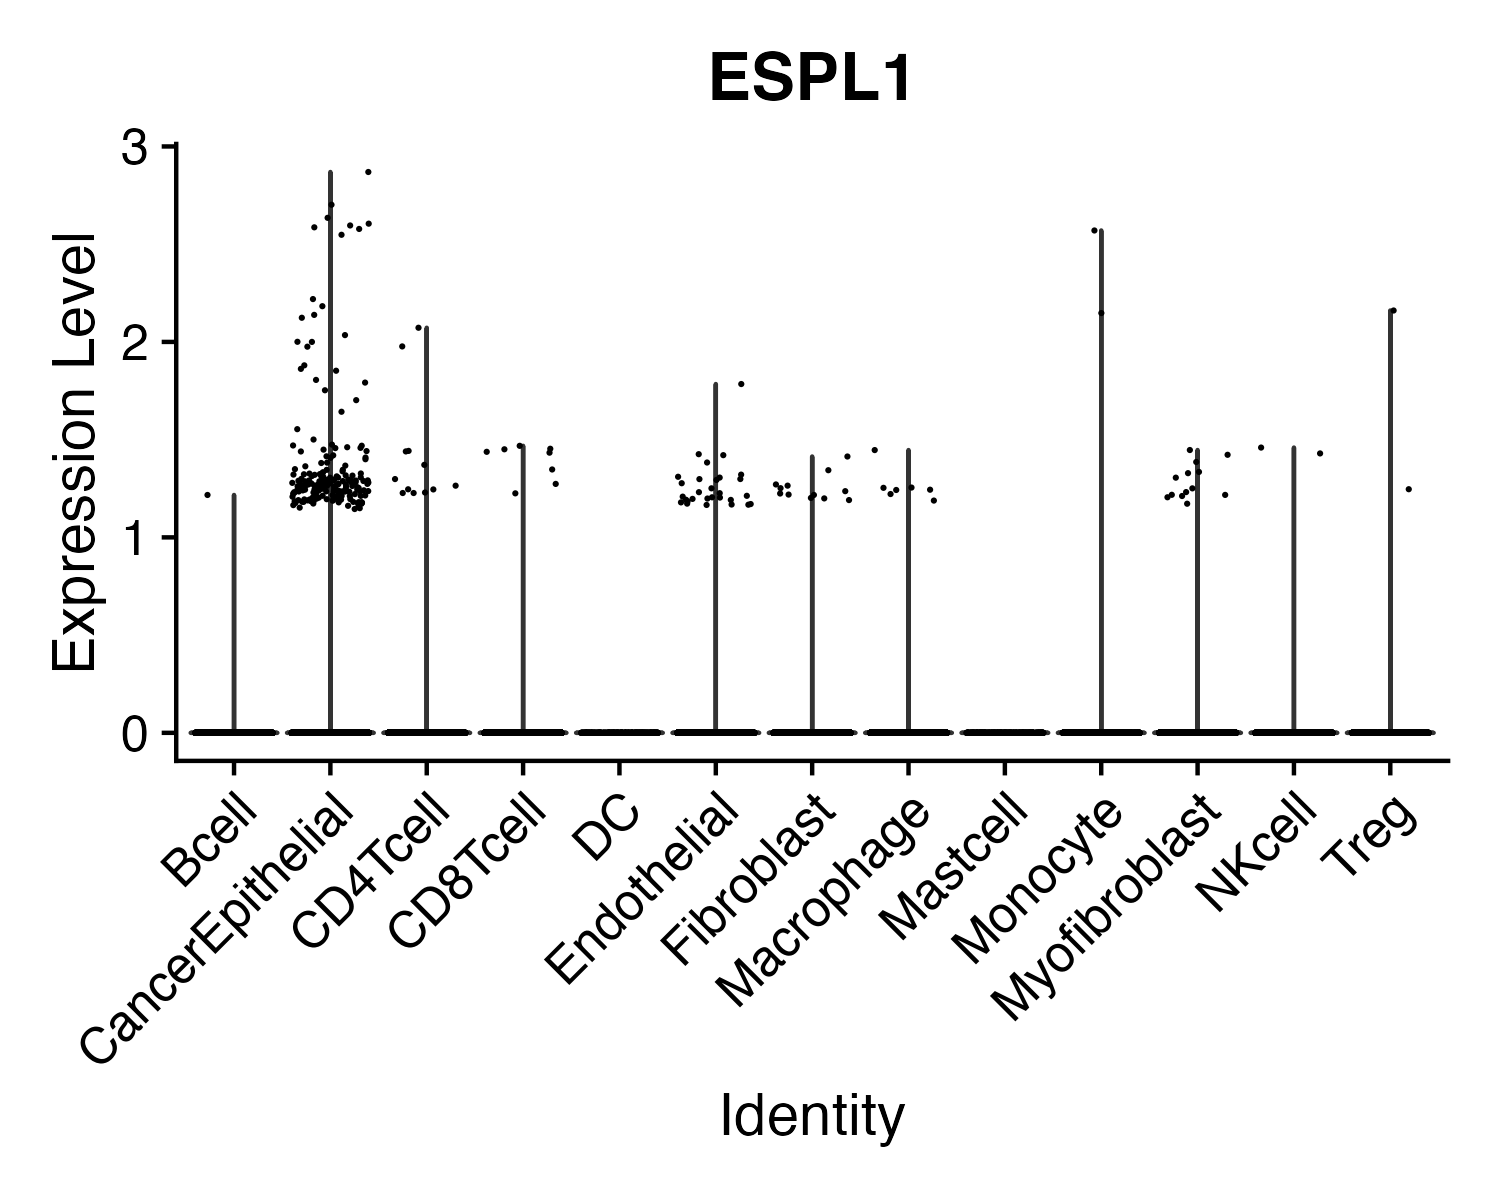 ESPL1
Expression Level
3
2
1
0
Bcell
CancerEpithelial
CD4Tcell
CD8Tcell
DC
Endothelial
Fibroblast
Macrophage
Mastcell
Monocyte
Myofibroblast
NKcell
Treg
Identity